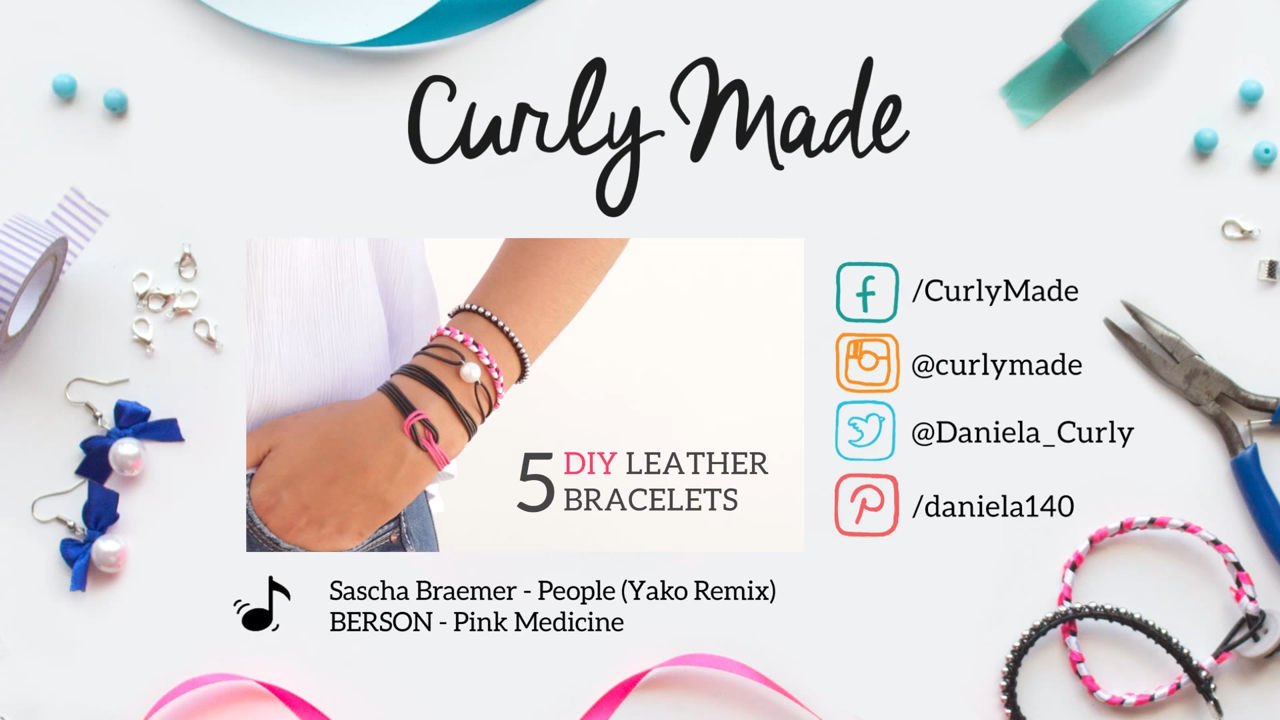 Curly Made
5 DIY LEATHER
BRACELETS
/CurlyMade
@curlymade
@Daniela_Curly
/daniela140
Sascha Braemer - People (Yako Remix)
BERSON - Pink Medicine